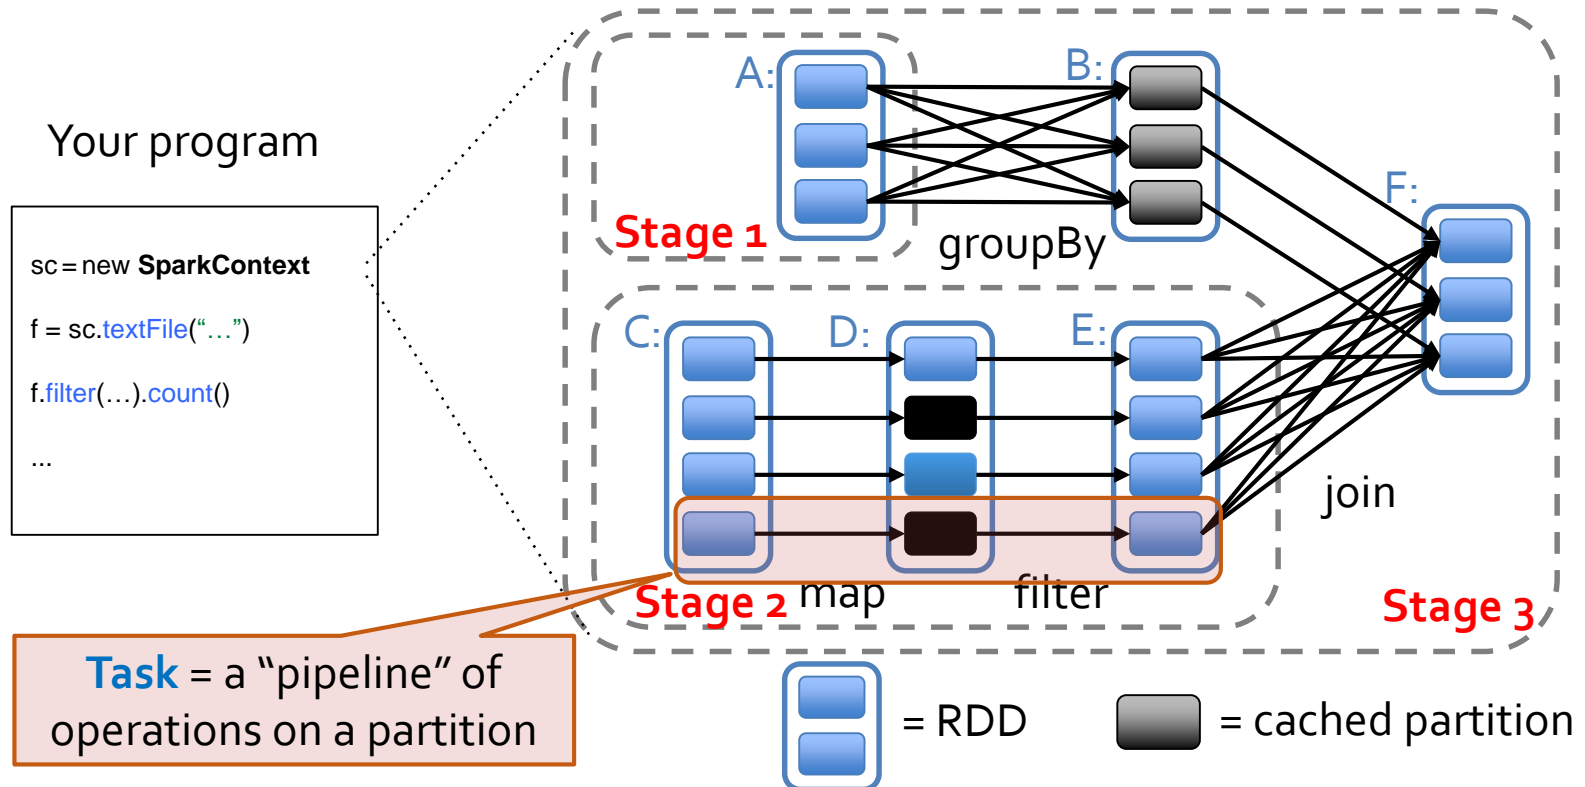 Your program
sc = new SparkContext
f = sc.textFile(“…”)
f.filter(…).count()
...
A:
B:
Stage 1
groupBy
F:
C:
D:
E:
join
Stage 2
map
filter
Stage 3
Task = a “pipeline” of
operations on a partition
= RDD
= cached partition